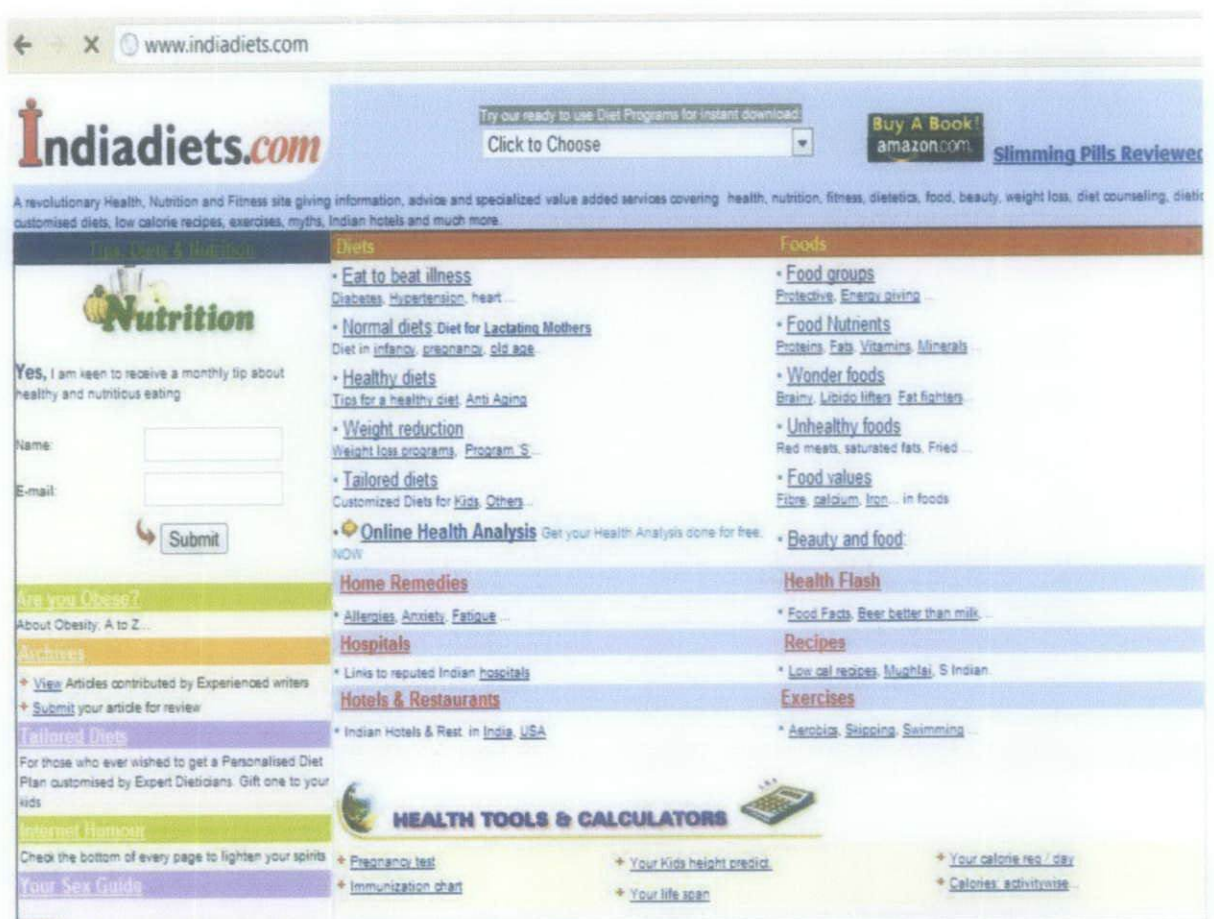 www.indiadiets.com
Indiadiets.com
Try our ready to use Diet Programs for instant download.
Click to Choose
Buy A Book!
amazon.com.
Slimming Pills Reviewed
A revolutionary Health, Nutrition and Fitness site giving information, advice and specialized value added services covering health, nutrition, fitness, dietetics, food, beauty, weight loss, diet counseling,
customised diets, low calorie recipes, exercises, myths, Indian hotels and much more.
Tips, Diets & Nutrition
Nutrition
Yes, I am keen to receive a monthly tip about
healthy and nutritious eating
Name:
E-mail:
Submit
Are you Obese?
About Obesity. A to Z...
Archives
View Articles contributed by Experienced writers
Submit your article for review
Tailored Diets
For those who ever wished to get a Personalised Diet
Plan customised by Expert Dieticians. Gift one to your
kids
Internet Humour
Check the bottom of every page to lighten your spirits
Your Sex Guide
Diets
• Eat to beat illness
Diabetes, Hypertension, heart ...
• Normal diets Diet for Lactating Mothers
Diet in infancy, pregnancy, old age..
• Healthy diets
Tips for a healthy diet, Anti Aging
• Weight reduction
Weight loss programs, Program 'S'...
• Tailored diets
Customized Diets for Kids, Others...
• Online Health Analysis Get your Health Analysis done for free.
NOW
Home Remedies
* Allergies, Anxiety, Fatigue ...
Hospitals
* Links to reputed Indian hospitals
Hotels & Restaurants
* Indian Hotels & Rest. in India, USA
Foods
• Food groups
Protective, Energy giving ...
• Food Nutrients
Proteins, Fats, Vitamins, Minerals ...
• Wonder foods
Brainy, Libido lifters Fat fighters...
• Unhealthy foods
Red meats, saturated fats, Fried ...
• Food values
Fibre, calcium, Iron... in foods
• Beauty and food:
Health Flash
* Food Facts, Beer better than milk,...
Recipes
* Low cal recipes, Mughlai, S Indian..
Exercises
* Aerobics, Skipping, Swimming ...
HEALTH TOOLS & CALCULATORS
Pregnancy test
Immunization chart
Your Kids height predict.
Your life span
Your calorie req / day
Calories: activitywise...